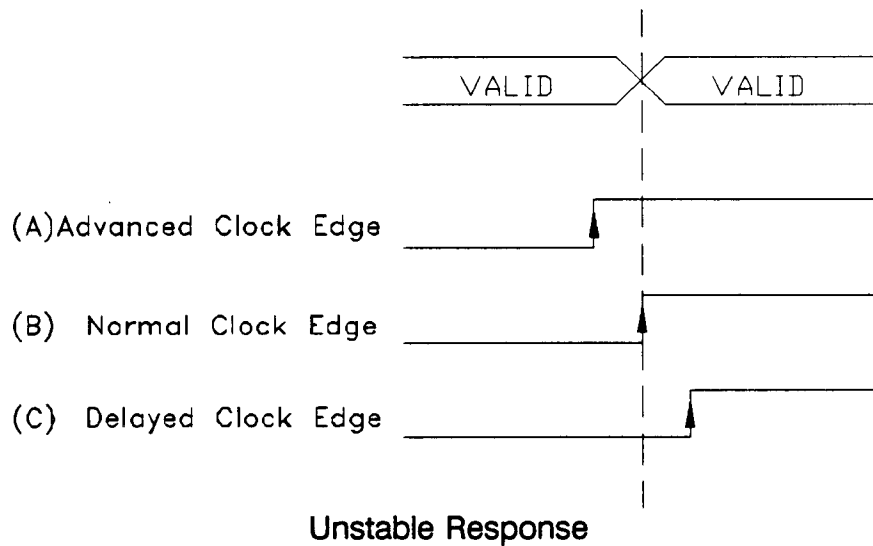 VALID VALID
(A)Advanced Clock Edge
(B) Normal Clock Edge
(C) Delayed Clock Edge
Unstable Response